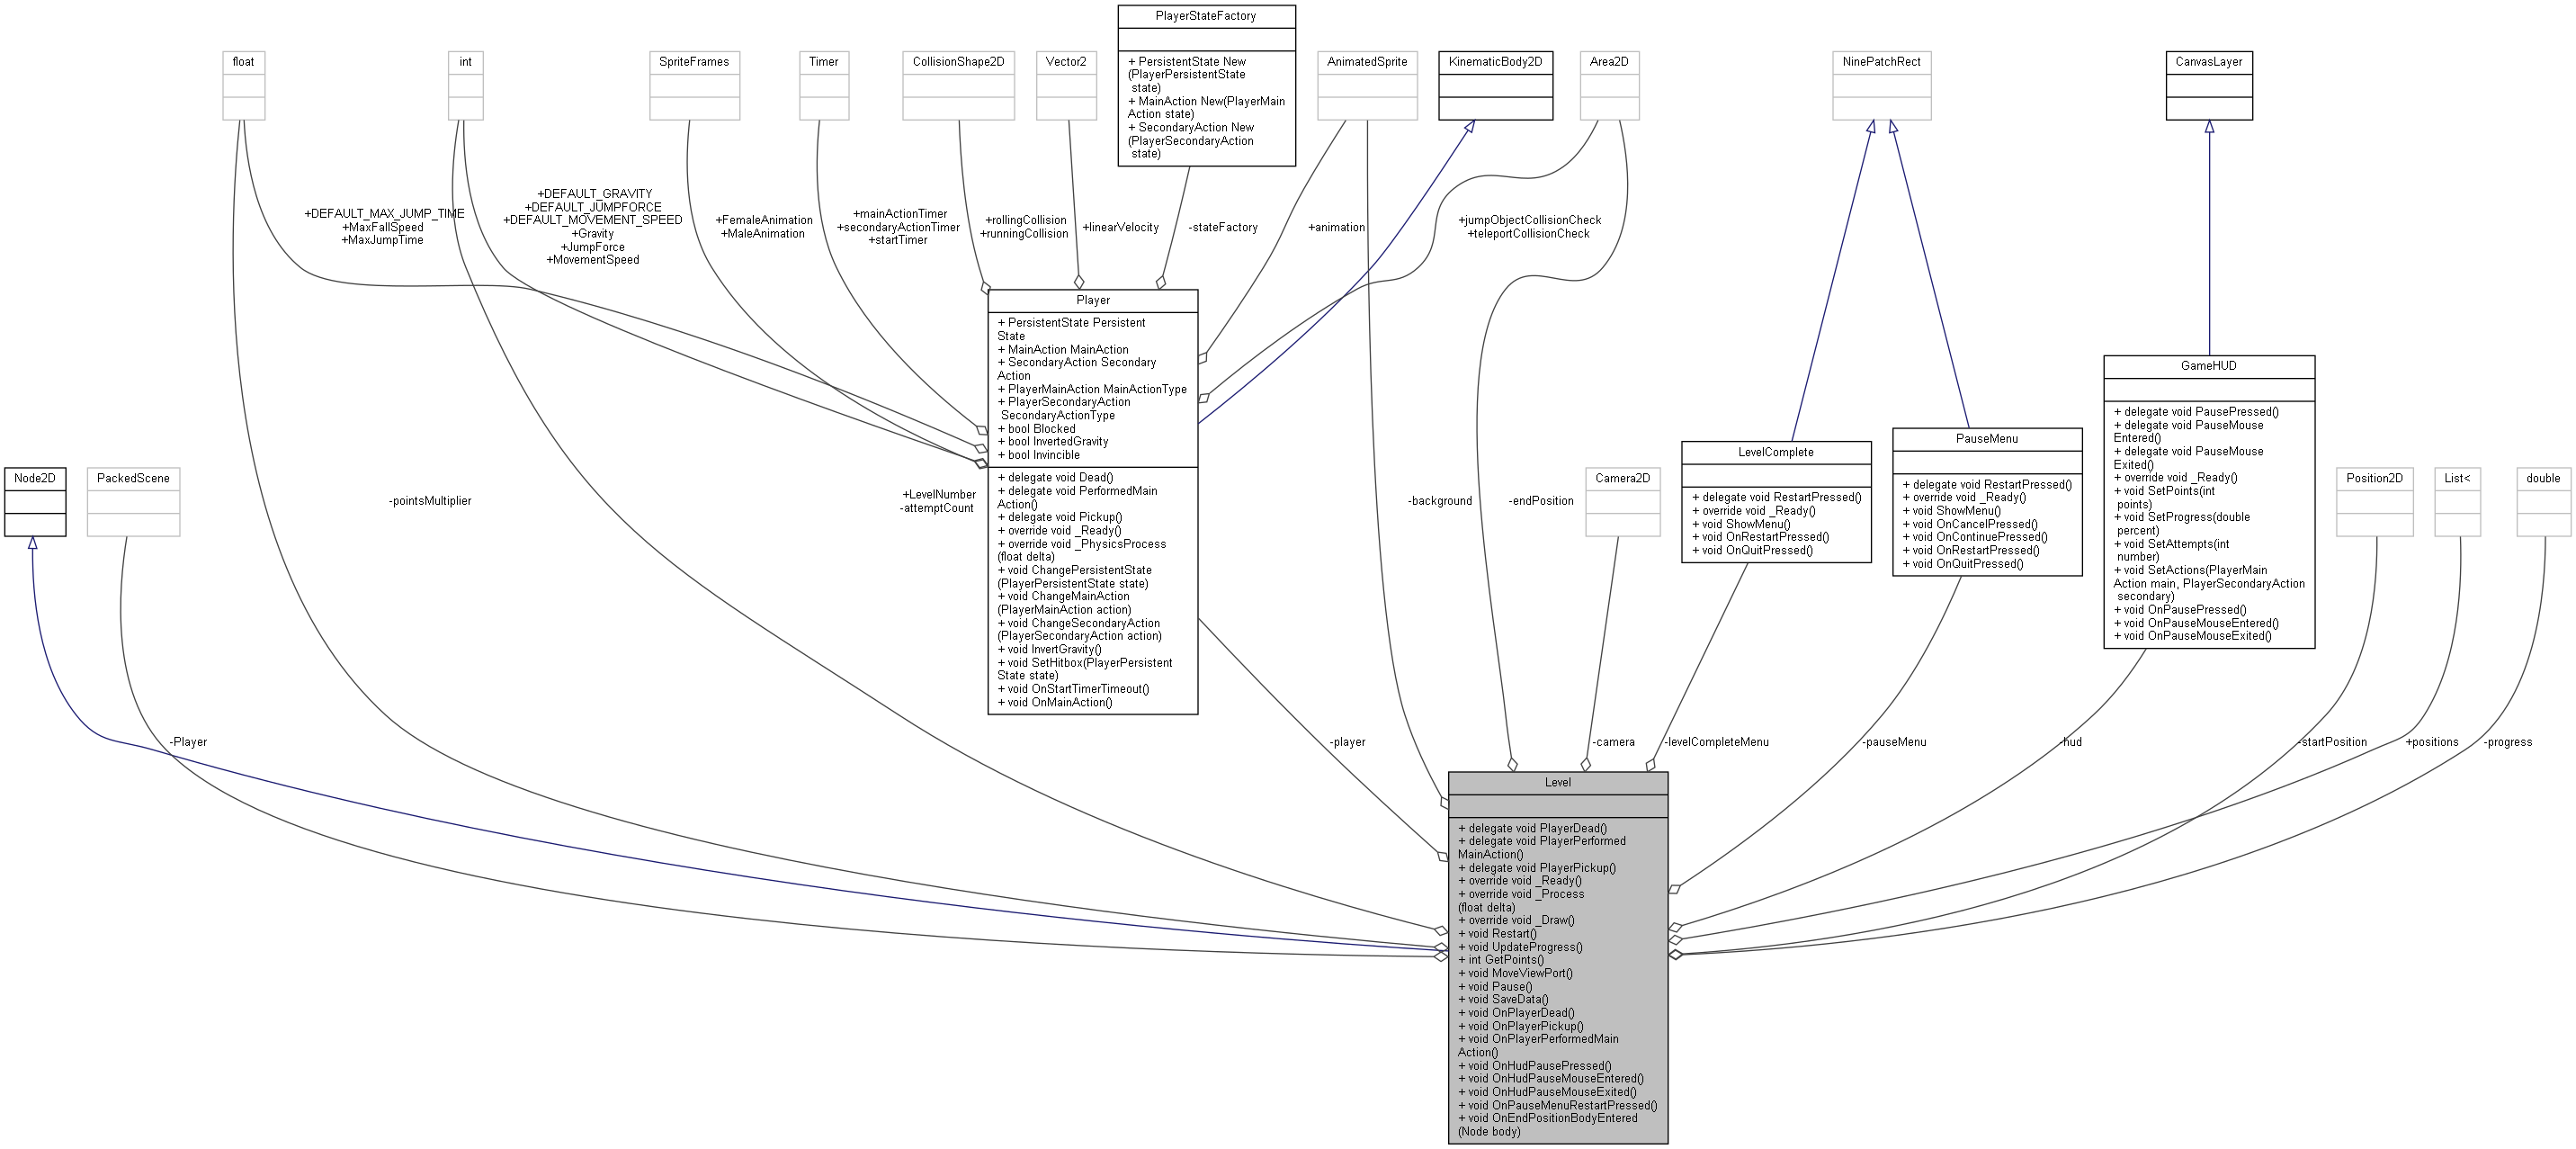 PlayerStateFactory
+ PersistentState New
(PlayerPersistentState
state)
+ MainAction New(PlayerMain
Action state)
+ SecondaryAction New
(PlayerSecondaryAction
state)
float
int
SpriteFrames
Timer
CollisionShape2D
Vector2
AnimatedSprite
KinematicBody2D
Area2D
NinePatchRect
CanvasLayer
+DEFAULT_MAX_JUMP_TIME
+MaxFallSpeed
+MaxJumpTime
+DEFAULT_GRAVITY
+DEFAULT_JUMPFORCE
+DEFAULT_MOVEMENT_SPEED
+Gravity
+JumpForce
+MovementSpeed
+FemaleAnimation
+MaleAnimation
+mainActionTimer
+secondaryActionTimer
+startTimer
+rollingCollision
+runningCollision
+linearVelocity
-stateFactory
+animation
+jumpObjectCollisionCheck
+teleportCollisionCheck
Player
+ PersistentState Persistent
State
+ MainAction MainAction
+ SecondaryAction Secondary
Action
+ PlayerMainAction MainActionType
+ PlayerSecondaryAction
SecondaryActionType
+ bool Blocked
+ bool InvertedGravity
+ bool Invincible
+ delegate void Dead()
+ delegate void PerformedMain
Action()
+ delegate void Pickup()
+ override void _Ready()
+ override void _PhysicsProcess
(float delta)
+ void ChangePersistentState
(PlayerPersistentState state)
+ void ChangeMainAction
(PlayerMainAction action)
+ void ChangeSecondaryAction
(PlayerSecondaryAction action)
+ void InvertGravity()
+ void SetHitbox(PlayerPersistent
State state)
+ void OnStartTimerTimeout()
+ void OnMainAction()
GameHUD
+ delegate void PausePressed()
+ delegate void PauseMouse
Entered()
+ delegate void PauseMouse
Exited()
+ override void _Ready()
+ void SetPoints(int
points)
+ void SetProgress(double
percent)
+ void SetAttempts(int
number)
+ void SetActions(PlayerMain
Action main, PlayerSecondaryAction
secondary)
+ void OnPausePressed()
+ void OnPauseMouseEntered()
+ void OnPauseMouseExited()
LevelComplete
+ delegate void RestartPressed()
+ override void _Ready()
+ void ShowMenu()
+ void OnRestartPressed()
+ void OnQuitPressed()
PauseMenu
+ delegate void RestartPressed()
+ override void _Ready()
+ void ShowMenu()
+ void OnCancelPressed()
+ void OnContinuePressed()
+ void OnRestartPressed()
+ void OnQuitPressed()
Node2D
PackedScene
-pointsMultiplier
+LevelNumber
-attemptCount
-background
-endPosition
Camera2D
Position2D
List<
double
-Player
-player
-camera
-levelCompleteMenu
-pauseMenu
-hud
-startPosition
+positions
-progress
Level
+ delegate void PlayerDead()
+ delegate void PlayerPerformed
MainAction()
+ delegate void PlayerPickup()
+ override void _Ready()
+ override void _Process
(float delta)
+ override void _Draw()
+ void Restart()
+ void UpdateProgress()
+ int GetPoints()
+ void MoveViewPort()
+ void Pause()
+ void SaveData()
+ void OnPlayerDead()
+ void OnPlayerPickup()
+ void OnPlayerPerformedMain
Action()
+ void OnHudPausePressed()
+ void OnHudPauseMouseEntered()
+ void OnHudPauseMouseExited()
+ void OnPauseMenuRestartPressed()
+ void OnEndPositionBodyEntered
(Node body)